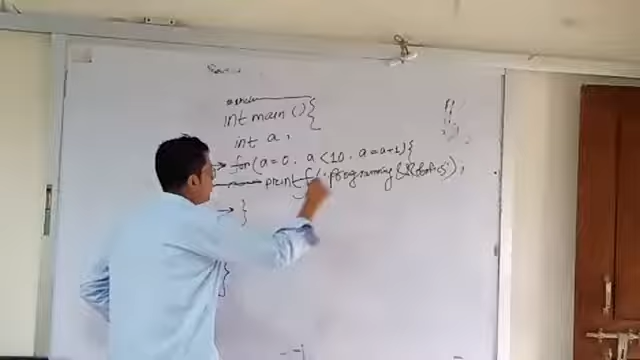 int main () {
int a ,
for (a = 0 , a < 10 , a = a+1) {
printf ( " Programming & Robotics " ) ;
}
}